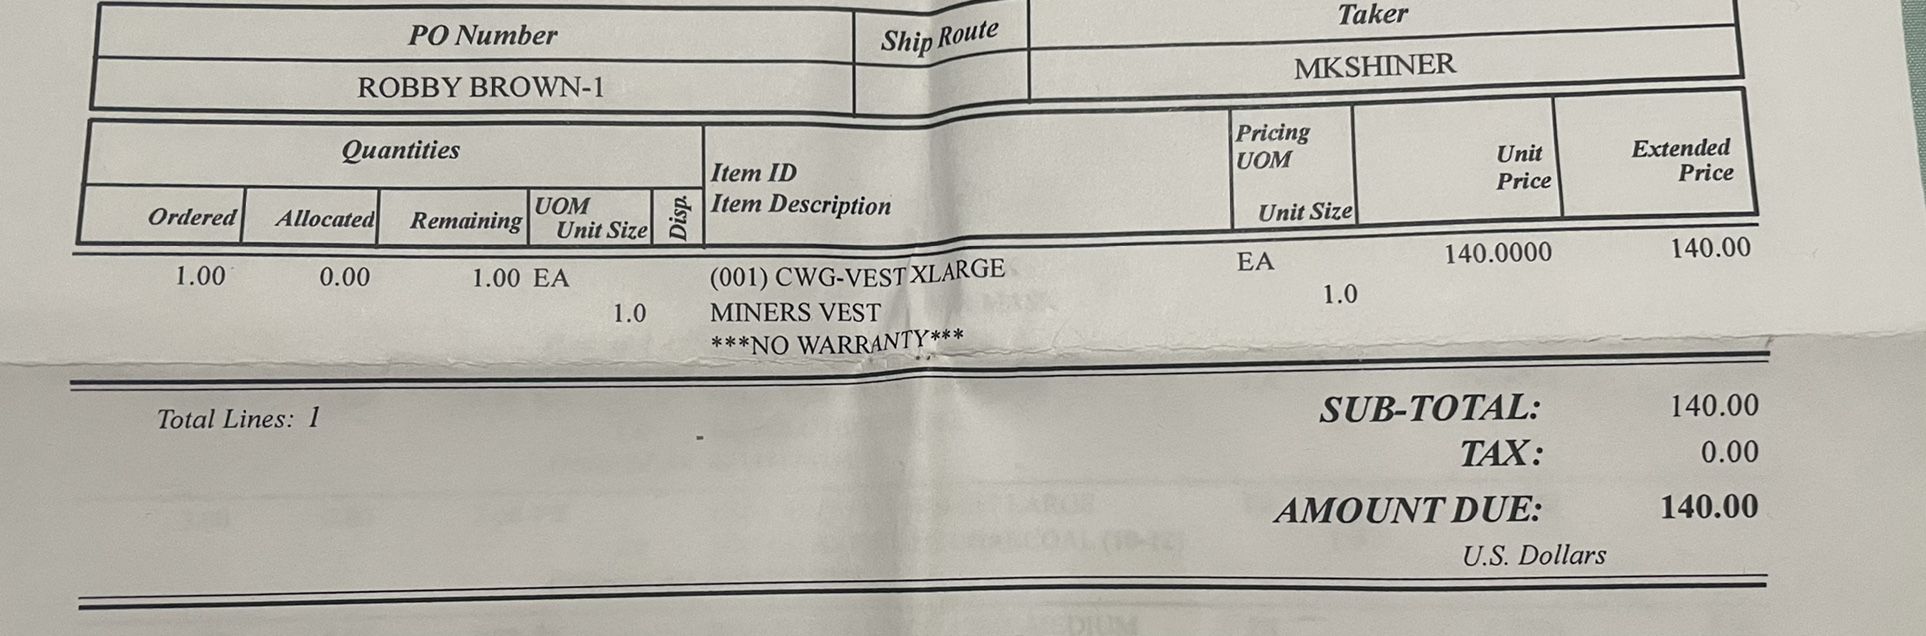 PO Number Ship Route Taker
ROBBY BROWN-1 MKSHINER
Quantities Item ID Pricing UOM Unit Price Extended Price
Ordered Allocated Remaining UOM Unit Size Disp. Item Description Unit Size
1.00 0.00 1.00 EA (001) CWG-VEST XLARGE EA 140.0000 140.00
1.0 MINERS VEST 1.0
***NO WARRANTY***
Total Lines: 1 SUB-TOTAL: 140.00
TAX: 0.00
AMOUNT DUE: 140.00
U.S. Dollars